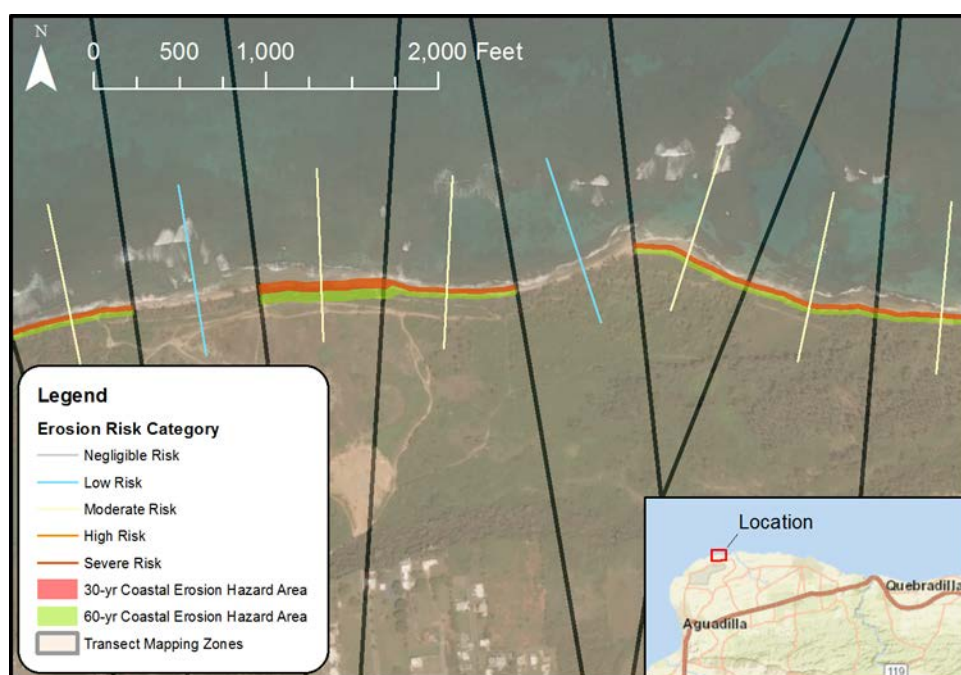 N
0 500 1,000 2,000 Feet
Legend
Erosion Risk Category
Negligible Risk
Low Risk
Moderate Risk
High Risk
Severe Risk
30-yr Coastal Erosion Hazard Area
60-yr Coastal Erosion Hazard Area
Transect Mapping Zones
Location
Quebradilla
Aguadilla
119